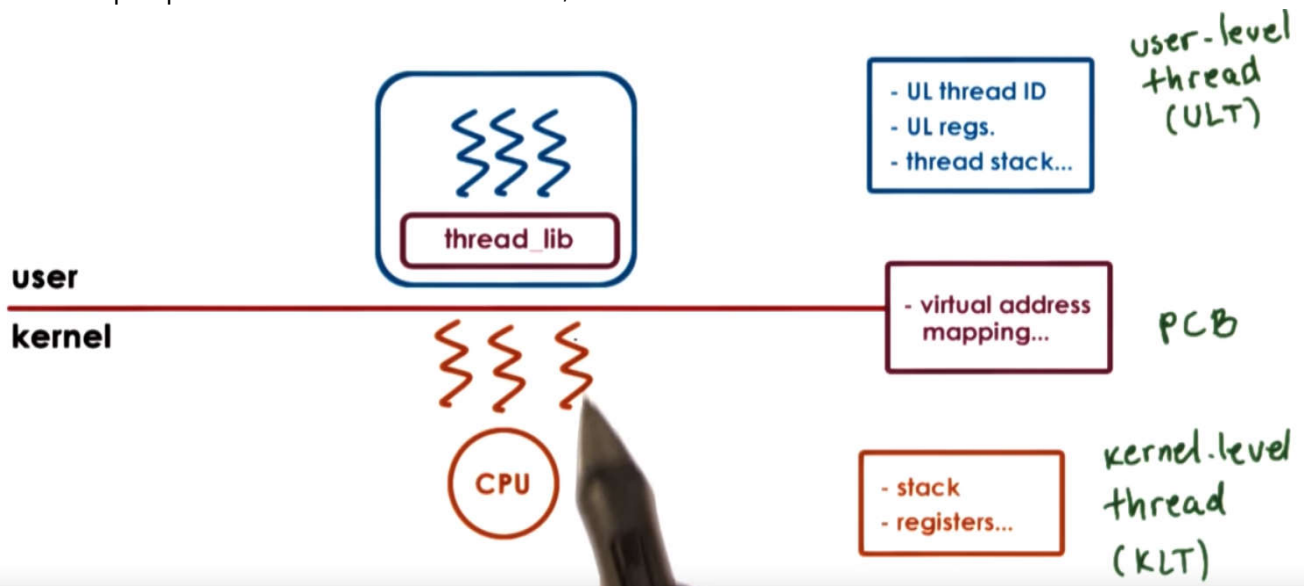 user-level
thread
(ULT)
- UL thread ID
- UL regs.
- thread stack...
thread_lib
user
kernel
- virtual address
mapping...
PCB
CPU
- stack
- registers...
kernel-level
thread
(KLT)